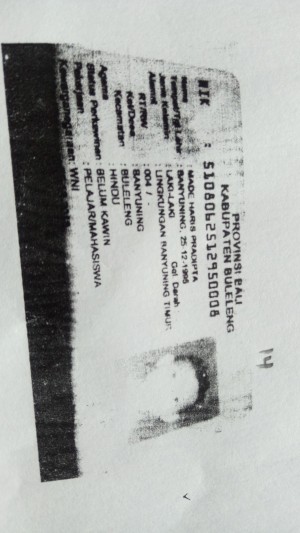 PROVINSI BALI
KABUPATEN BULELENG
NIK : 5108062512950008
Nama : MADE HARIS PRADIPTA
Tempat/Tgl Lahir : BANYUNING, 25-12-1995
Jenis Kelamin : LAKI-LAKI Gol. Darah
Alamat : LINGKUNGAN BANYUNING TIMUR
RT/RW : 004 / -
Kel/Desa : BANYUNING
Kecamatan : BULELENG
Agama : HINDU
Status Perkawinan : BELUM KAWIN
Pekerjaan : PELAJAR/MAHASISWA
Kewarganegaraan: WNI
14